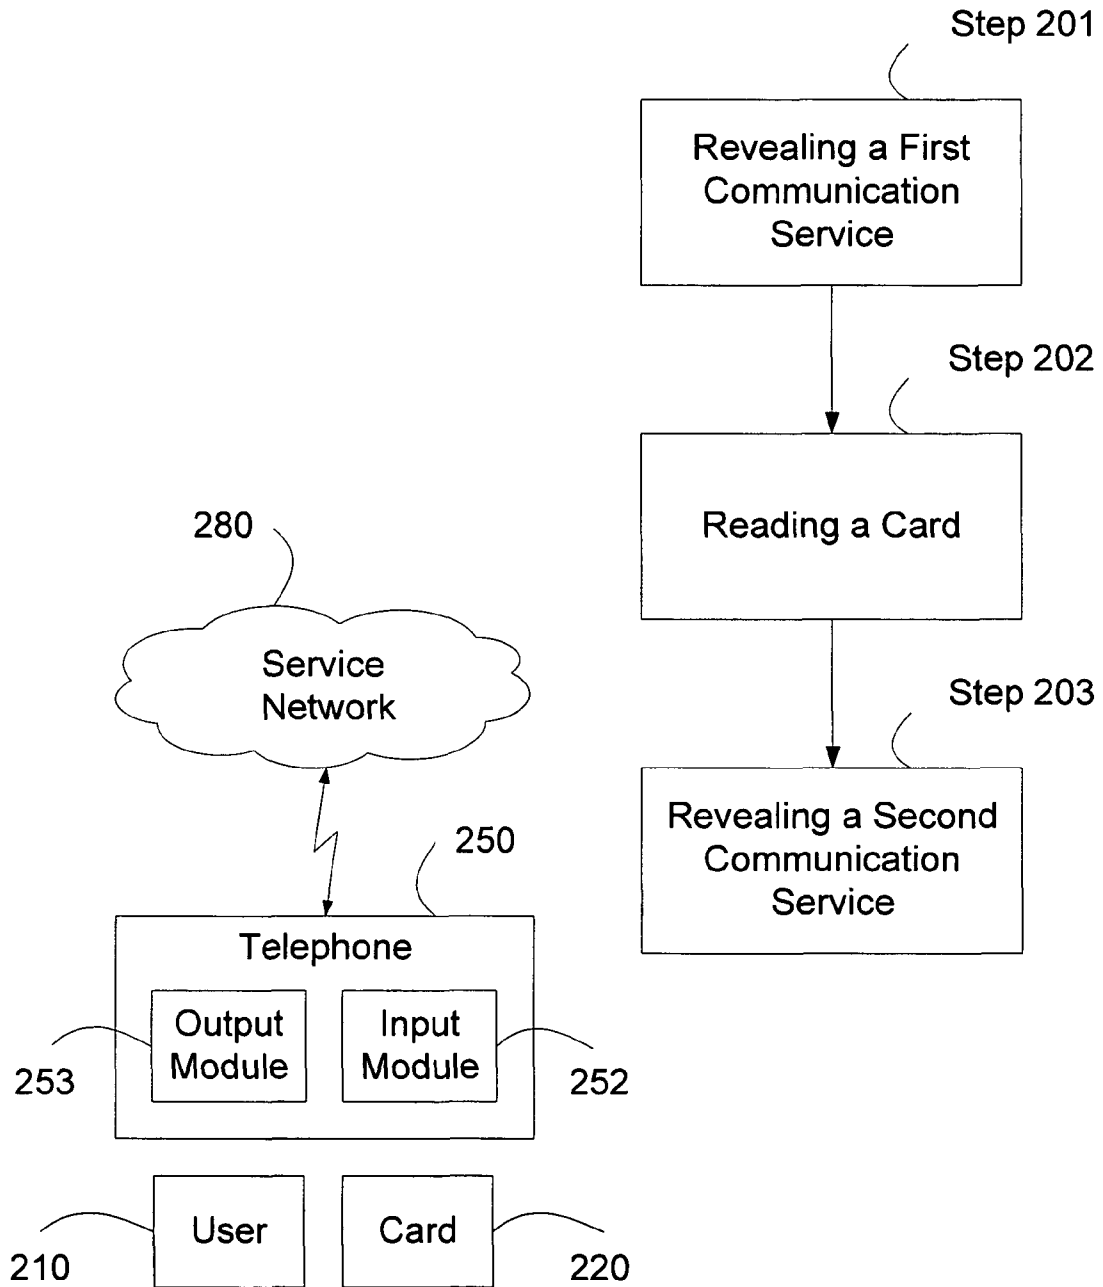 Step 201
Revealing a First
Communication
Service
Step 202
Reading a Card
280
Service
Network
Step 203
Revealing a Second
Communication
Service
250
Telephone
Output
Module
Input
Module
253
252
User
Card
210
220